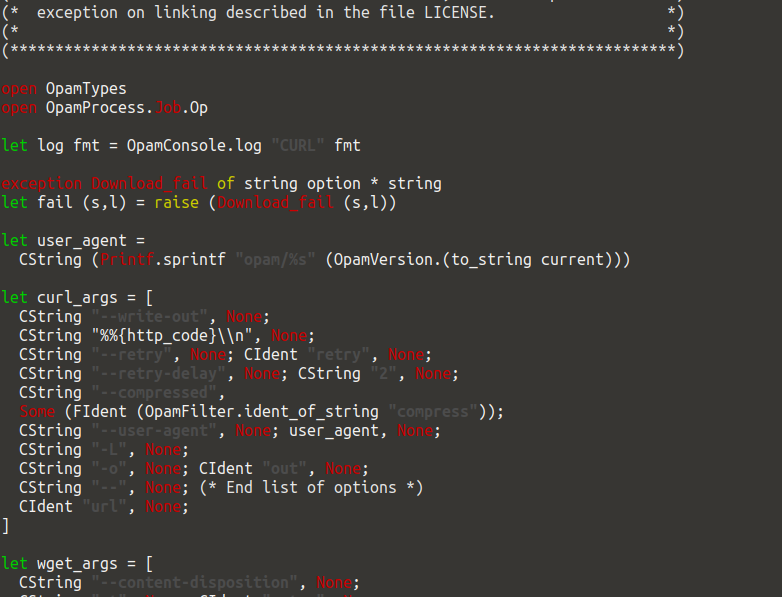 (*  exception on linking described in the file LICENSE.                   *)
(*                                                                        *)
(**************************************************************************)

open OpamTypes
open OpamProcess.Job.Op

let log fmt = OpamConsole.log "CURL" fmt

exception Download_fail of string option * string
let fail (s,l) = raise (Download_fail (s,l))

let user_agent =
  CString (Printf.sprintf "opam/%s" (OpamVersion.(to_string current)))

let curl_args = [
  CString "--write-out", None;
  CString "%%{http_code}\\n", None;
  CString "--retry", None; CIdent "retry", None;
  CString "--retry-delay", None; CString "2", None;
  CString "--compressed",
  Some (FIdent (OpamFilter.ident_of_string "compress"));
  CString "--user-agent", None; user_agent, None;
  CString "-L", None;
  CString "-o", None; CIdent "out", None;
  CString "--", None; (* End list of options *)
  CIdent "url", None;
]

let wget_args = [
  CString "--content-disposition", None;